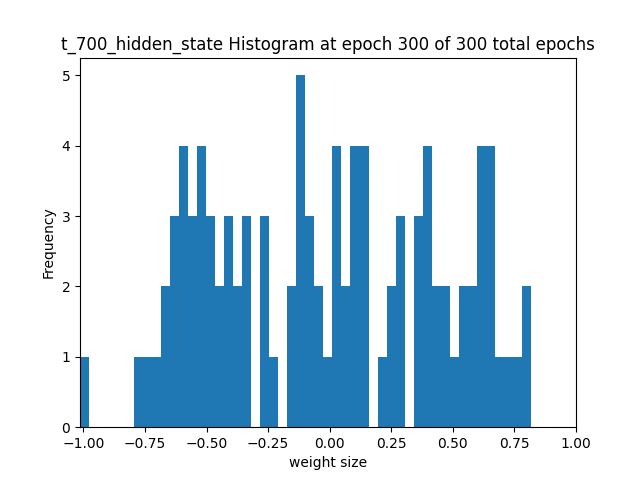 t_700_hidden_state Histogram at epoch 300 of 300 total epochs
5
4
3
2
1
0
Frequency
−1.00 −0.75 −0.50 −0.25 0.00 0.25 0.50 0.75 1.00
weight size